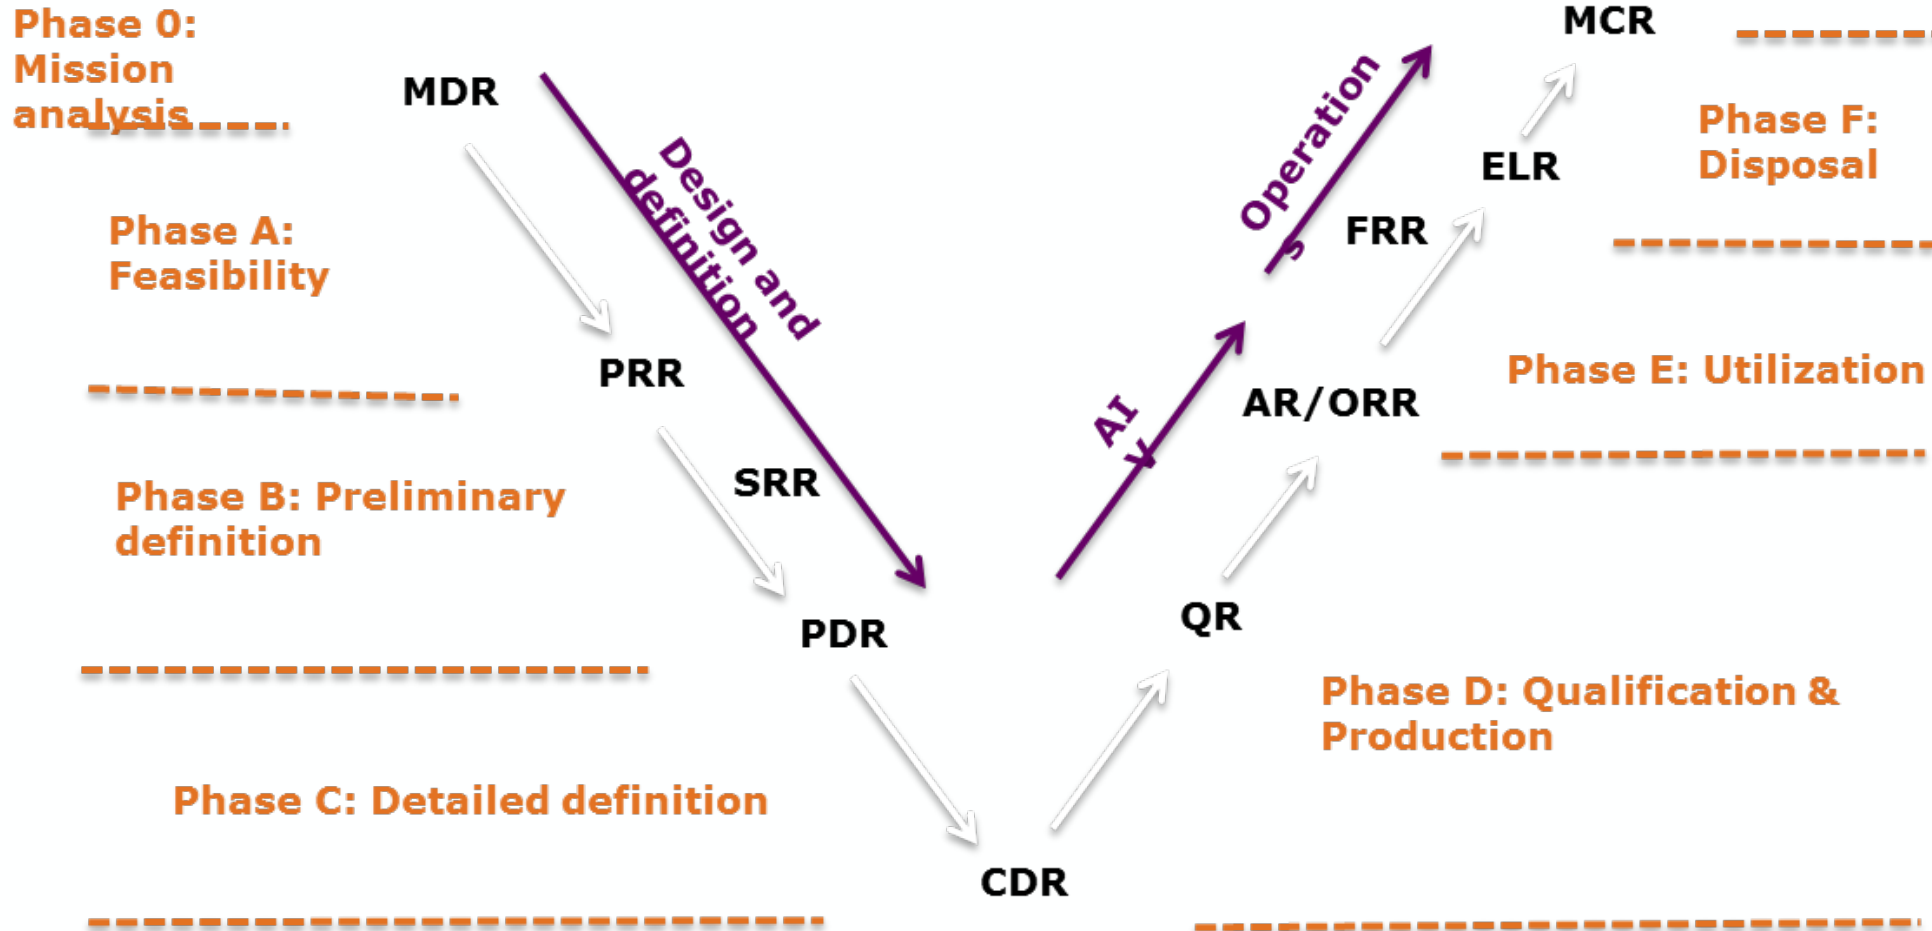 Phase 0:
Mission
analysis
MDR
Phase A:
Feasibility
Design and
definition
PRR
Phase B: Preliminary
definition
SRR
PDR
Phase C: Detailed definition
CDR
AI
V
QR
Phase D: Qualification &
Production
AR/ORR
Phase E: Utilization
Operation
s
FRR
ELR
Phase F:
Disposal
MCR